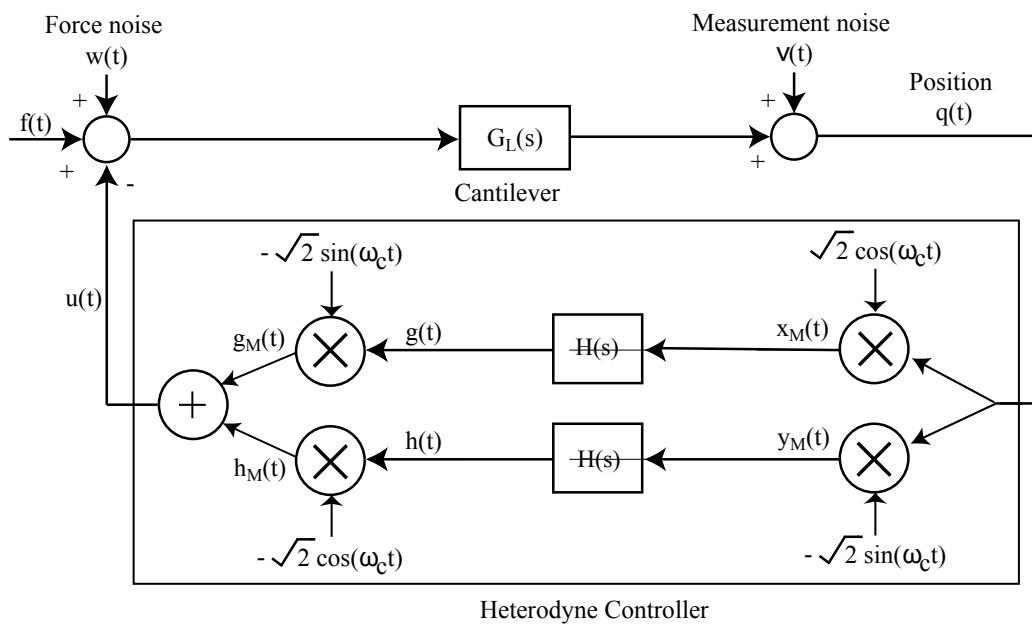 Force noise
w(t)
Measurement noise
v(t)
Position
q(t)
f(t)
+
+
-
G_L(s)
Cantilever
+
+
u(t)
- √2 sin(ω_c t)
√2 cos(ω_c t)
g_M(t)
g(t)
H(s)
x_M(t)
+
h_M(t)
h(t)
H(s)
y_M(t)
- √2 cos(ω_c t)
- √2 sin(ω_c t)
Heterodyne Controller